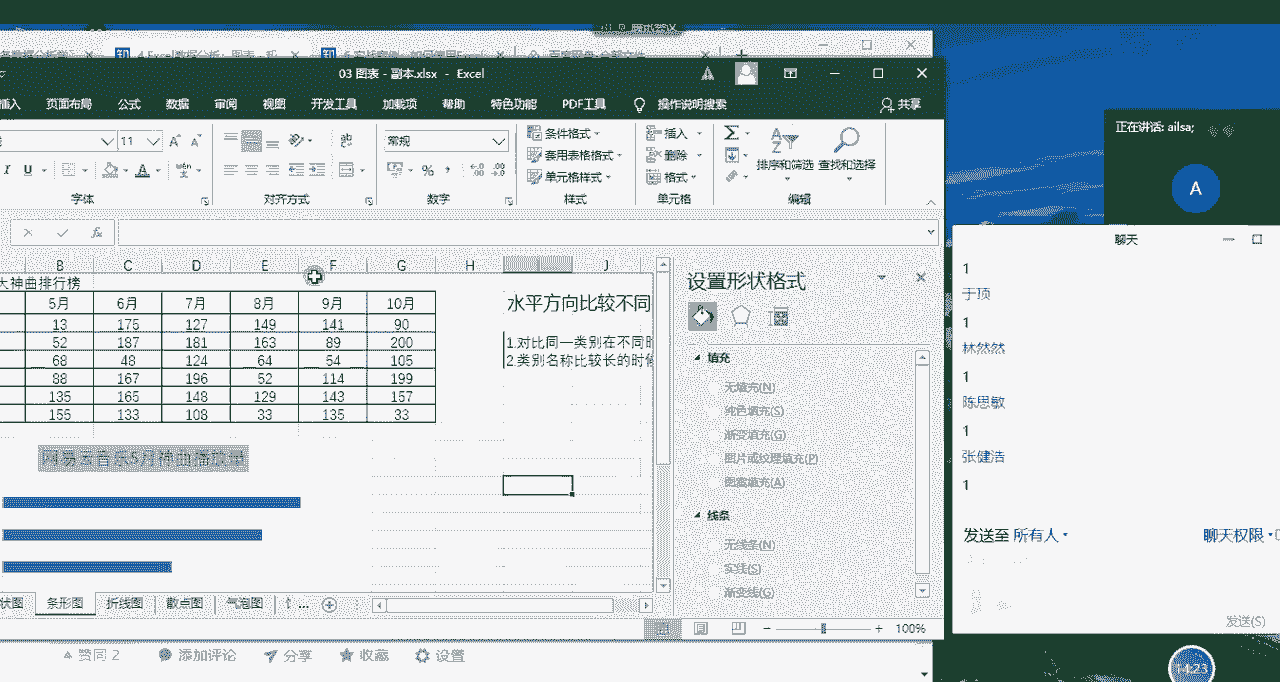 腾讯会议
03 图表 - 副本.xlsx - Excel
插入 页面布局 公式 数据 审阅 视图 开发工具 加载项 帮助 特色功能 PDF工具 操作说明搜索 共享
11 常规 条件格式 插入
套用表格格式 删除 排序和筛选 查找和选择
单元格样式 格式
字体 对齐方式 数字 样式 单元格 编辑
B C D E F G H J
大神曲排行榜
5月 6月 7月 8月 9月 10月
13 175 127 149 141 90
52 187 181 163 89 200
68 48 124 64 54 105
88 167 196 52 114 199
135 165 148 129 143 157
155 133 108 33 135 33
水平方向比较不同
1.对比同一类别在不同时
2.类别名称比较长的时候
网易云音乐5月神曲播放量
状图 条形图 折线图 散点图 气泡图
100%
设置形状格式
填充
无填充(N)
纯色填充(S)
渐变填充(G)
图片或纹理填充(P)
图案填充(A)
线条
无线条(N)
实线(S)
渐变线(G)
赞同 2 添加评论 分享 收藏 设置
正在讲话: ailsa;
A
聊天
1
于顶
1
林然然
1
陈思敏
1
张健浩
1
发送至 所有人
聊天权限
发送(S)
14:23